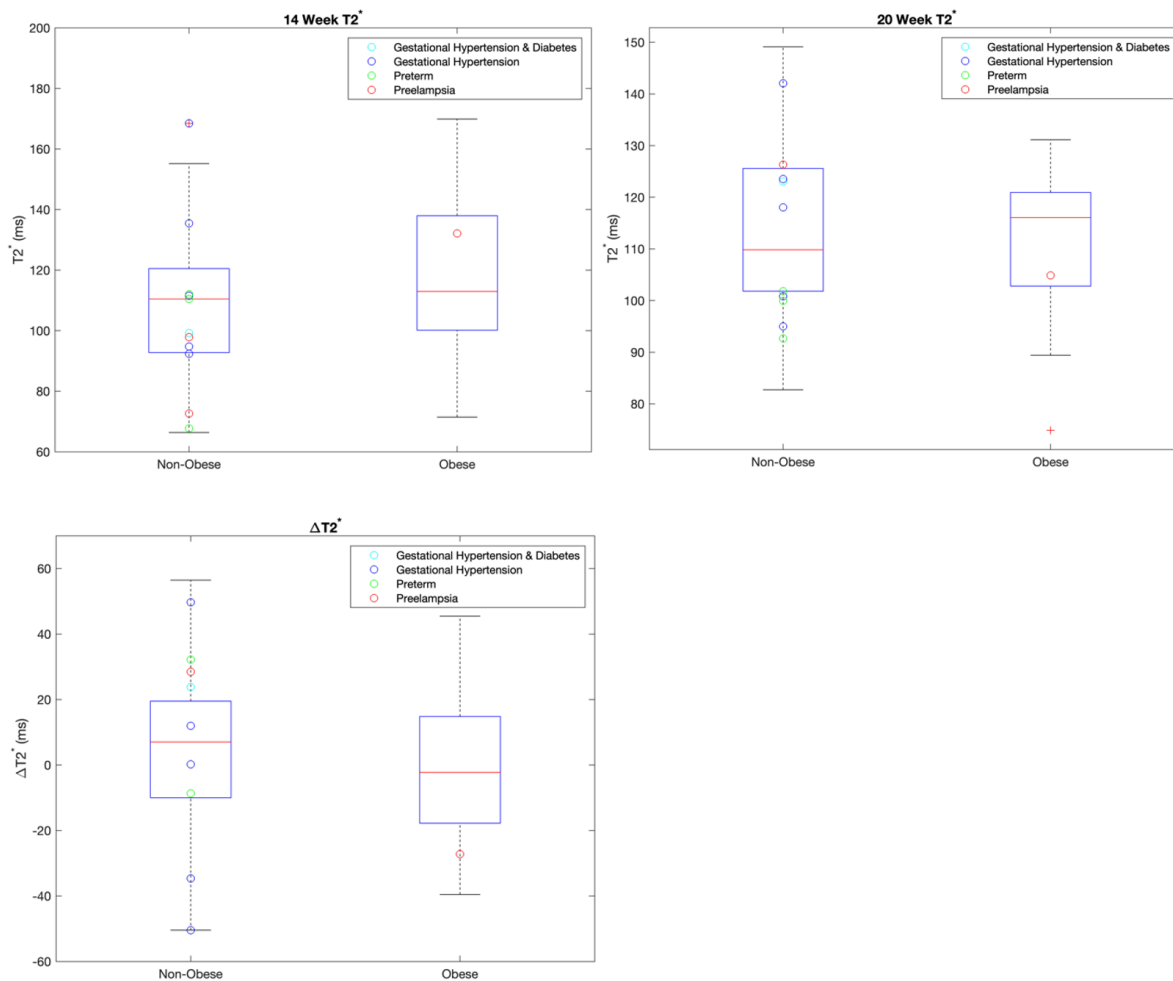 14 Week T2*
200
180
160
140
120
100
80
60
T2* (ms)
Gestational Hypertension & Diabetes
Gestational Hypertension
Preterm
Preelampsia
Non-Obese
Obese
20 Week T2*
150
140
130
120
110
100
90
80
T2* (ms)
Gestational Hypertension & Diabetes
Gestational Hypertension
Preterm
Preelampsia
Non-Obese
Obese
ΔT2*
60
40
20
0
-20
-40
-60
ΔT2* (ms)
Gestational Hypertension & Diabetes
Gestational Hypertension
Preterm
Preelampsia
Non-Obese
Obese